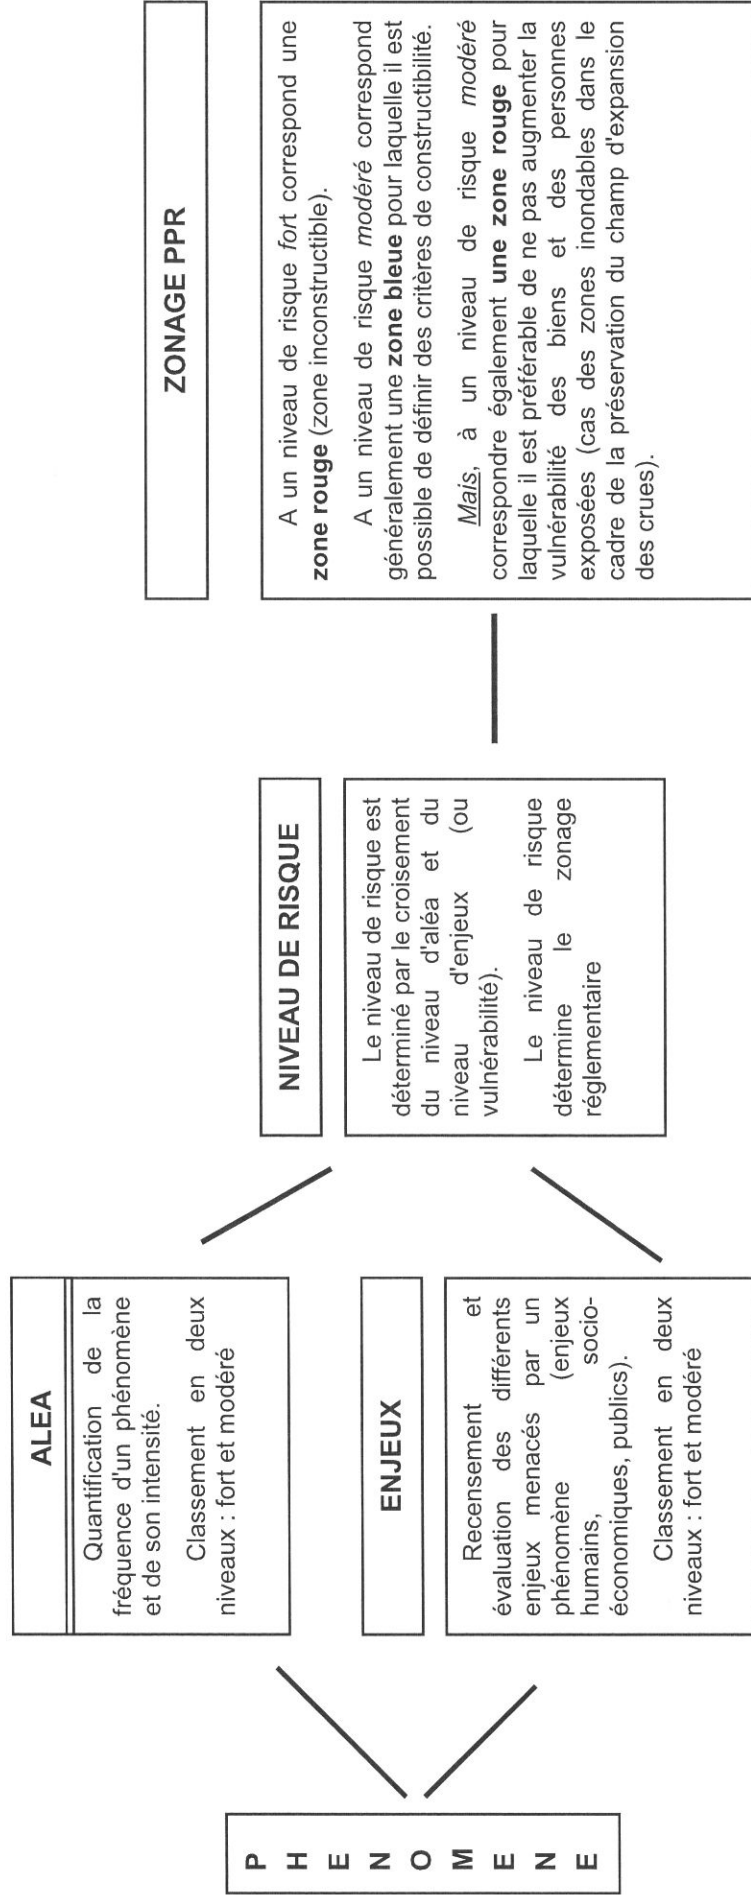 P
H
E
N
O
M
E
N
E
ALEA
Quantification de la
fréquence d'un phénomène
et de son intensité.
Classement en deux
niveaux : fort et modéré
ENJEUX
Recensement et
évaluation des différents
enjeux menacés par un
phénomène (enjeux
humains, socio-
économiques, publics).
Classement en deux
niveaux : fort et modéré
NIVEAU DE RISQUE
Le niveau de risque est
déterminé par le croisement
du niveau d'aléa et du
niveau d'enjeux (ou
vulnérabilité).
Le niveau de risque
détermine le zonage
réglementaire
ZONAGE PPR
A un niveau de risque fort correspond une
zone rouge (zone inconstructible).
A un niveau de risque modéré correspond
généralement une zone bleue pour laquelle il est
possible de définir des critères de constructibilité.
Mais, à un niveau de risque modéré
correspondre également une zone rouge pour
laquelle il est préférable de ne pas augmenter la
vulnérabilité des biens et des personnes
exposées (cas des zones inondables dans le
cadre de la préservation du champ d'expansion
des crues).